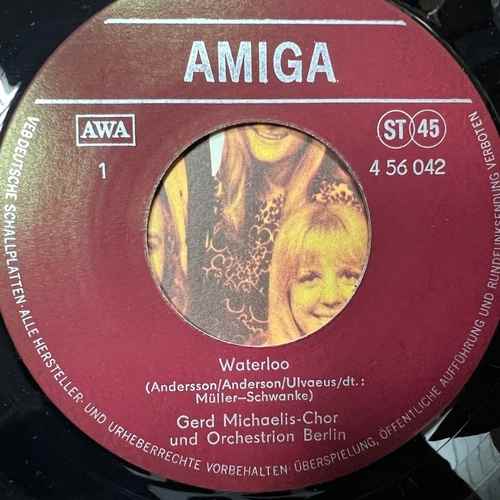 AMIGA
AWA
ST 45
1
4 56 042
Waterloo
(Andersson/Anderson/Ulvaeus/dt.:
Müller-Schwanke)
Gerd Michaelis-Chor
und Orchestrion Berlin
VEB DEUTSCHE SCHALLPLATTEN · ALLE HERSTELLER- UND URHEBERRECHTE VORBEHALTEN · ÜBERSPIELUNG, ÖFFENTLICHE AUFFÜHRUNG UND RUNDFUNKSENDUNG VERBOTEN